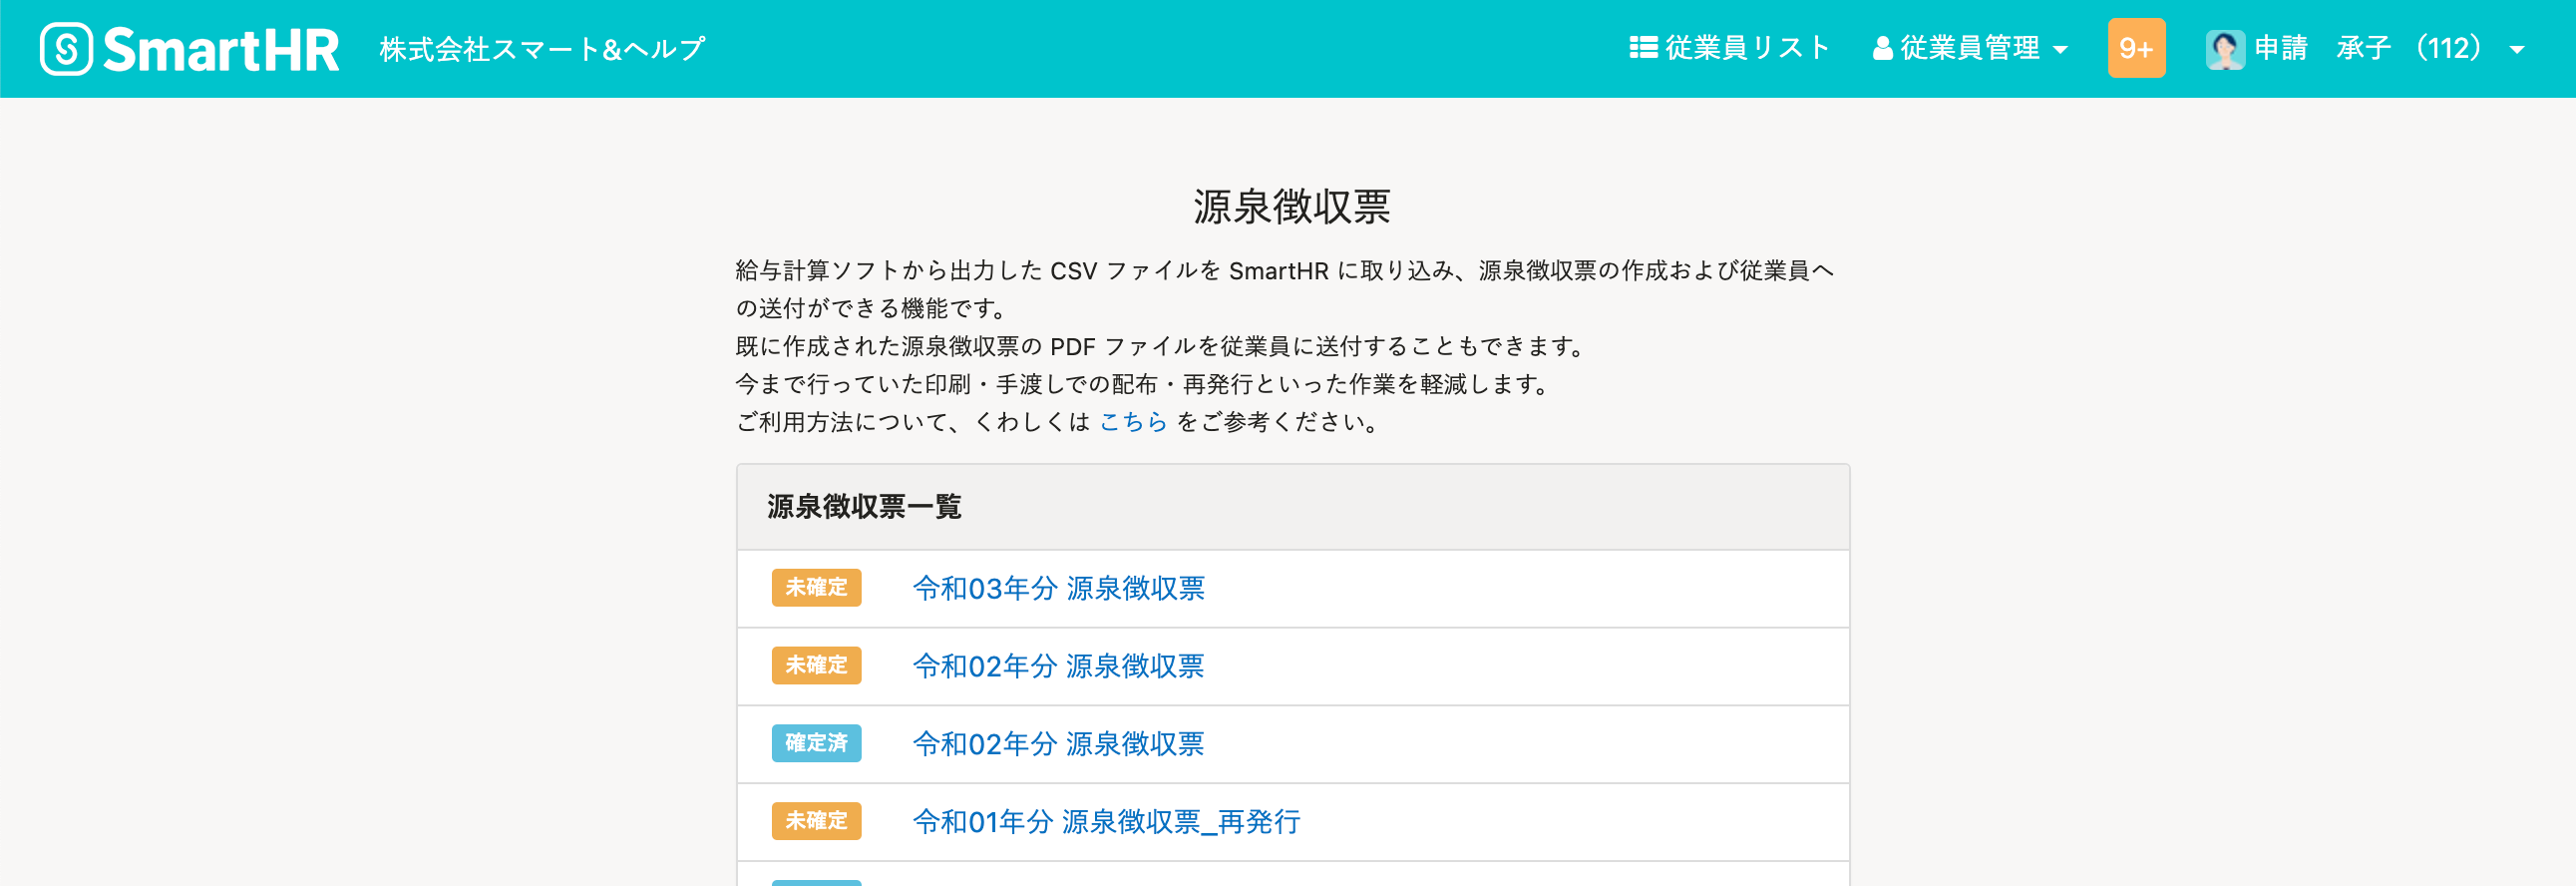 SmartHR 株式会社スマート&ヘルプ 従業員リスト 従業員管理 9+ 申請 承子 (112)
源泉徴収票
給与計算ソフトから出力した CSV ファイルを SmartHR に取り込み、源泉徴収票の作成および従業員へ
の送付ができる機能です。
既に作成された源泉徴収票の PDF ファイルを従業員に送付することもできます。
今まで行っていた印刷・手渡しでの配布・再発行といった作業を軽減します。
ご利用方法について、くわしくは こちら をご参考ください。
源泉徴収票一覧
未確定 令和03年分 源泉徴収票
未確定 令和02年分 源泉徴収票
確定済 令和02年分 源泉徴収票
未確定 令和01年分 源泉徴収票_再発行